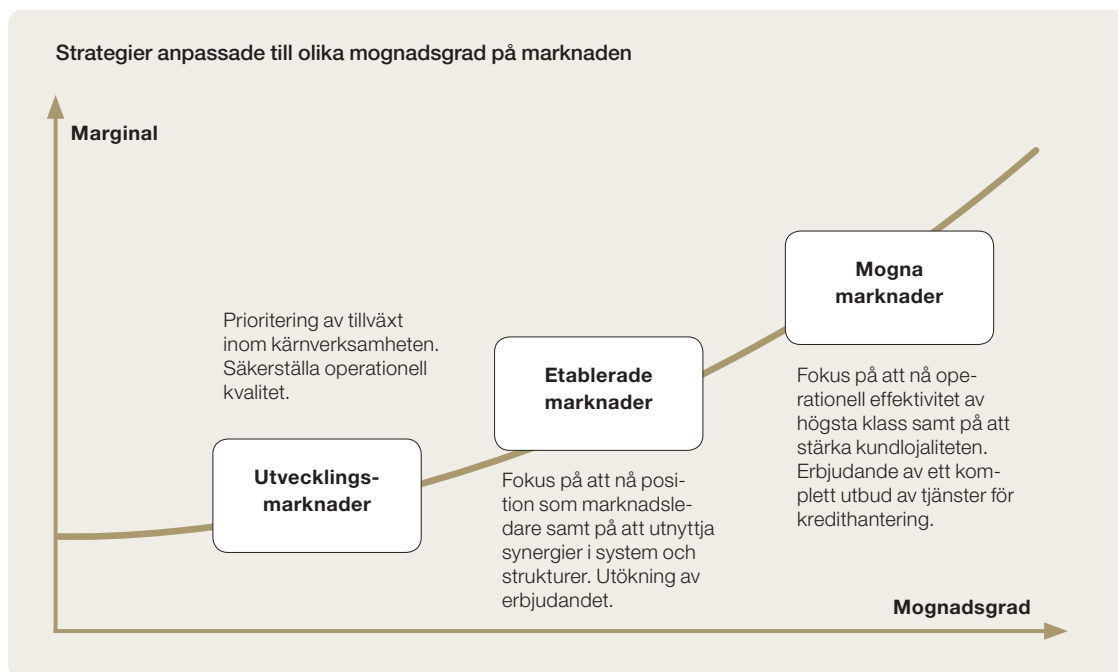 Strategier anpassade till olika mognadsgrad på marknaden
Marginal
Prioritering av tillväxt
inom kärnverksamheten.
Säkerställa operationell
kvalitet.
Utvecklings-
marknader
Etablerade
marknader
Fokus på att nå posi-
tion som marknadsle-
dare samt på att utnyttja
synergier i system och
strukturer. Utökning av
erbjudandet.
Mogna
marknader
Fokus på att nå ope-
rationell effektivitet av
högsta klass samt på att
stärka kundlojaliteten.
Erbjudande av ett kom-
plett utbud av tjänster för
kredithantering.
Mognadsgrad